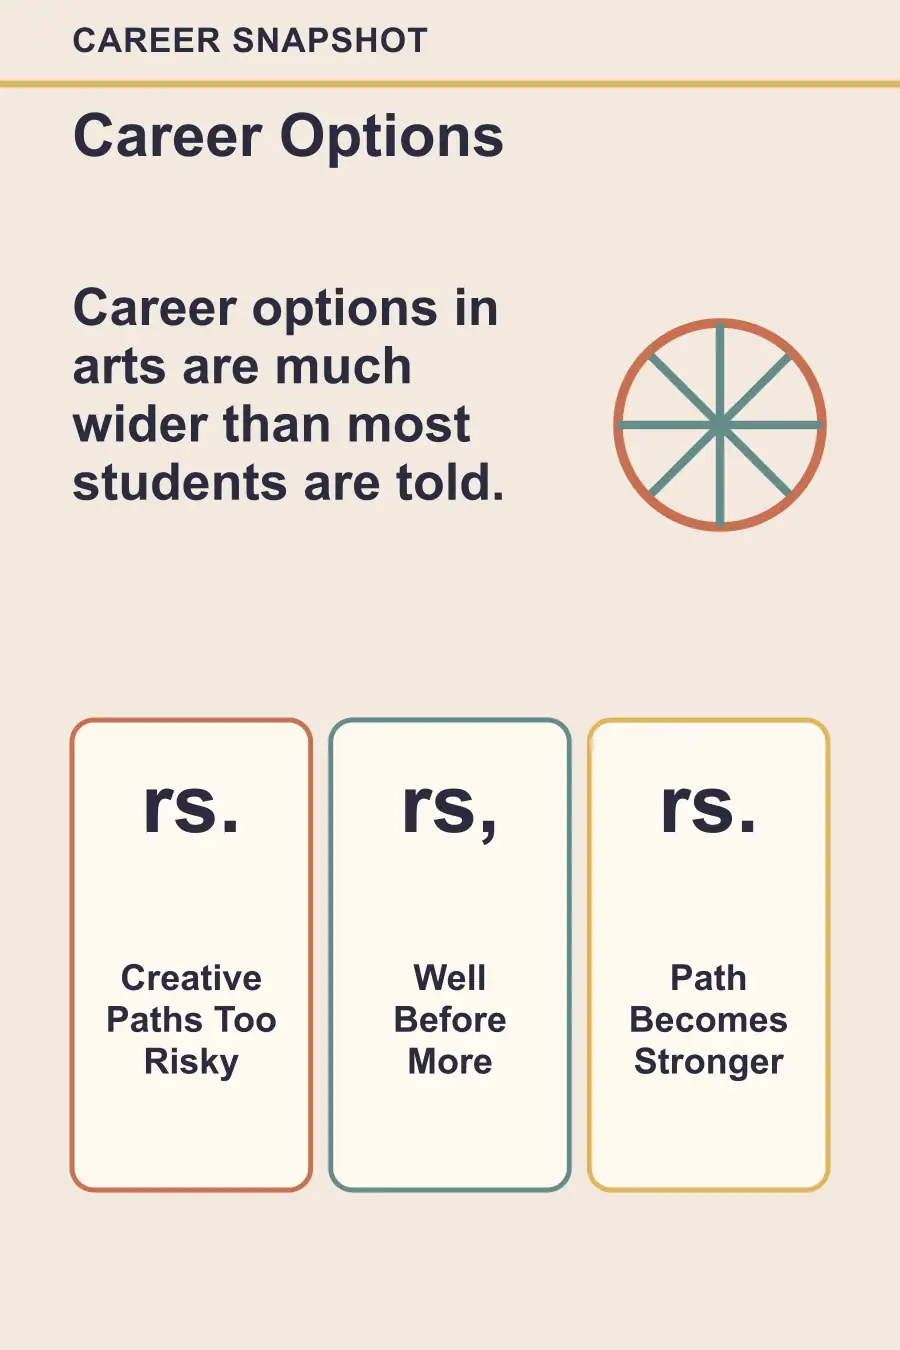 CAREER SNAPSHOT
Career Options
Career options in
arts are much
wider than most
students are told.
rs.
Creative
Paths Too
Risky
rs,
Well
Before
More
rs.
Path
Becomes
Stronger